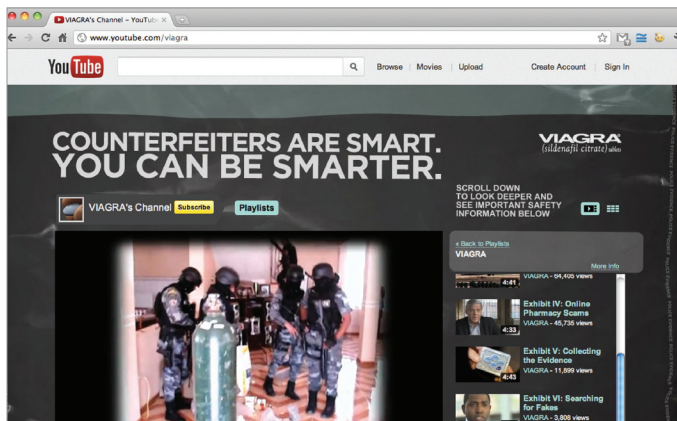 VIAGRA's Channel - YouTube
www.youtube.com/viagra
YouTube
Browse
Movies
Upload
Create Account
Sign In
COUNTERFEITERS ARE SMART.
YOU CAN BE SMARTER.
VIAGRA
(sildenafil citrate) tablets
VIAGRA's Channel
Subscribe
Playlists
SCROLL DOWN
TO LOOK DEEPER AND
SEE IMPORTANT SAFETY
INFORMATION BELOW
« Back to Playlists
VIAGRA
More info
4:41
VIAGRA - 64,405 views
Exhibit IV: Online
Pharmacy Scams
VIAGRA - 45,735 views
4:33
Exhibit V: Collecting
the Evidence
VIAGRA - 11,899 views
4:43
Exhibit VI: Searching
for Fakes
VIAGRA - 3,808 views